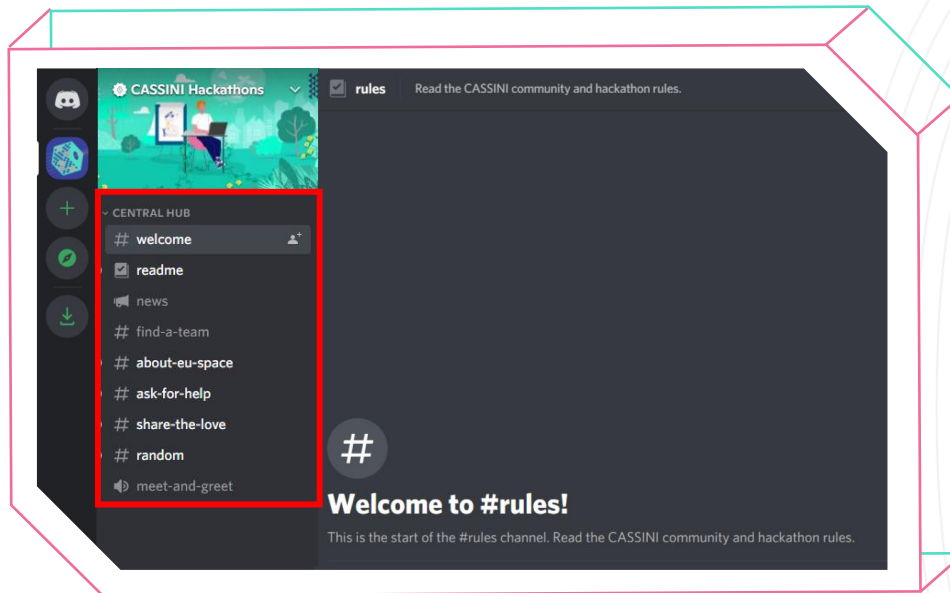 CASSINI Hackathons
CENTRAL HUB
# welcome
readme
news
# find-a-team
# about-eu-space
# ask-for-help
# share-the-love
# random
meet-and-greet
rules
Read the CASSINI community and hackathon rules.
#
Welcome to #rules!
This is the start of the #rules channel. Read the CASSINI community and hackathon rules.